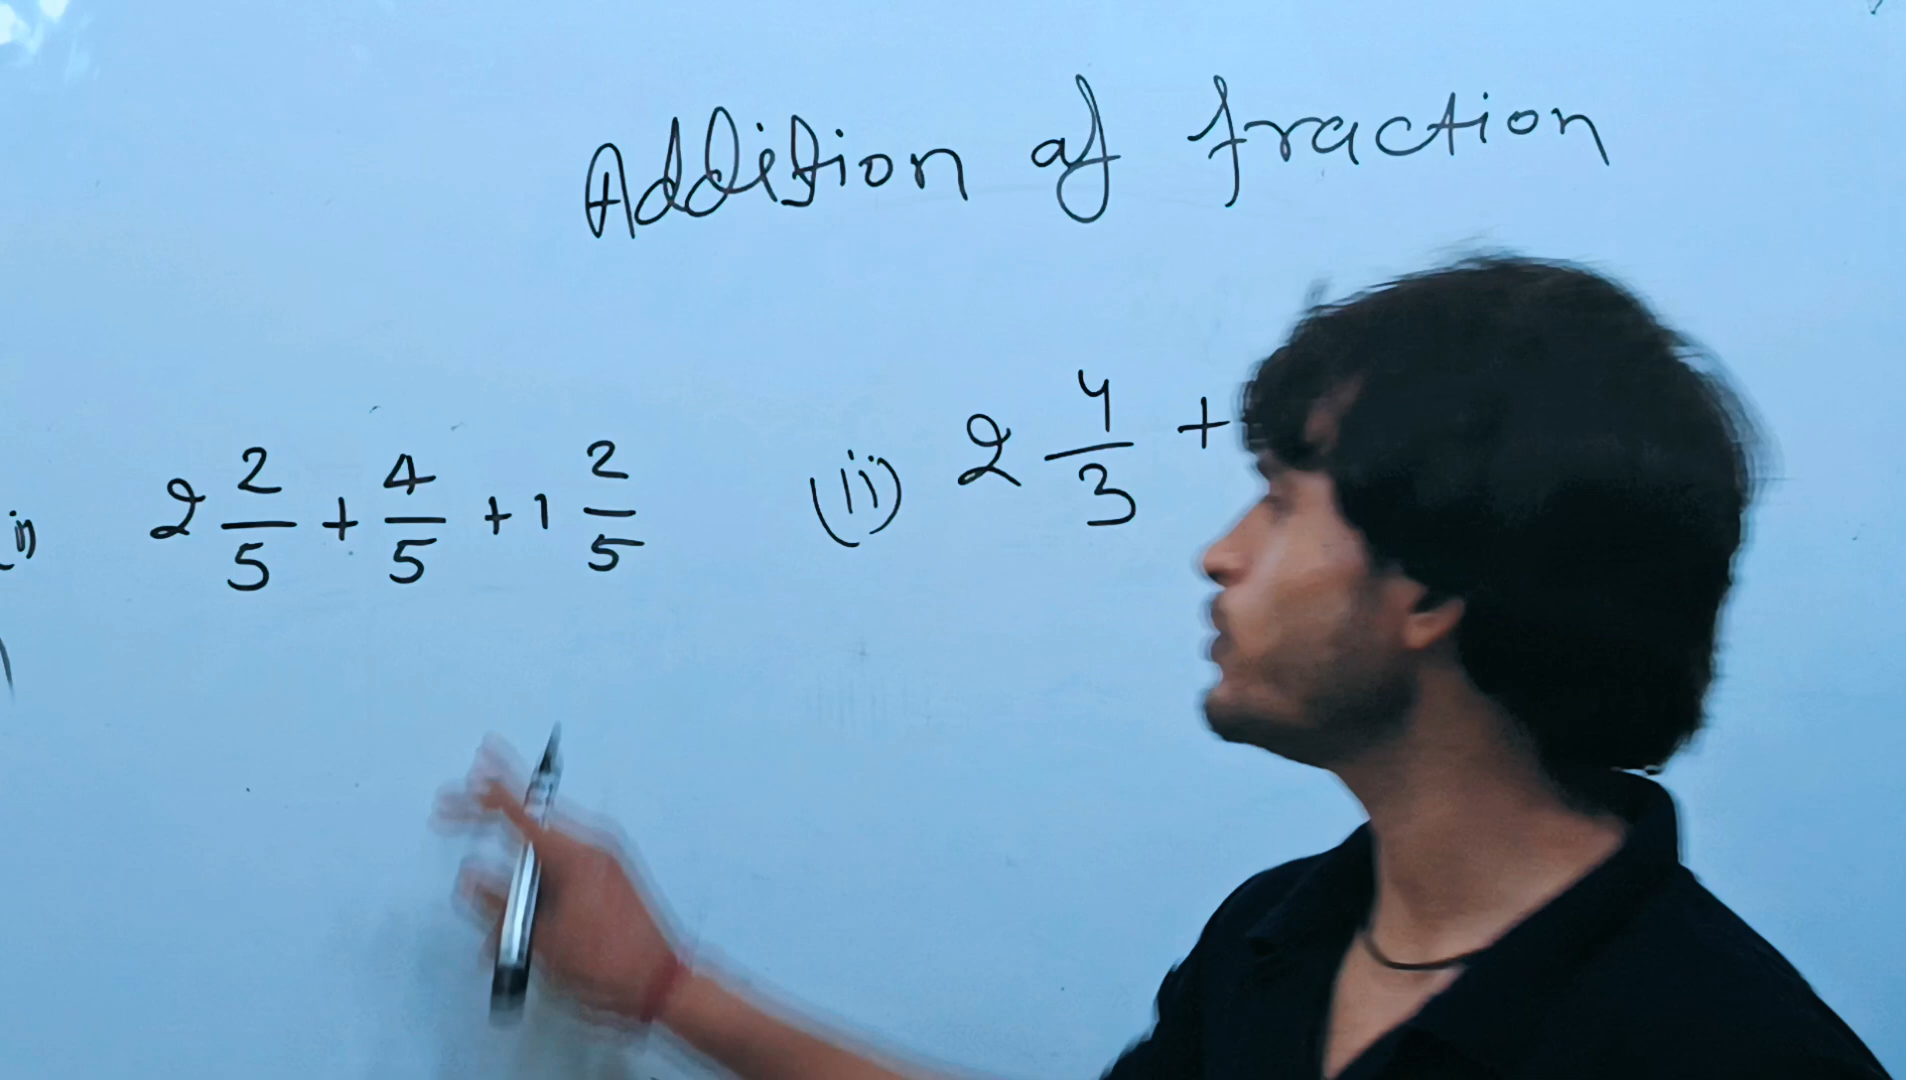 Addition of fraction
(i) 2 2/5 + 4/5 + 1 2/5
(ii) 2 4/3 +